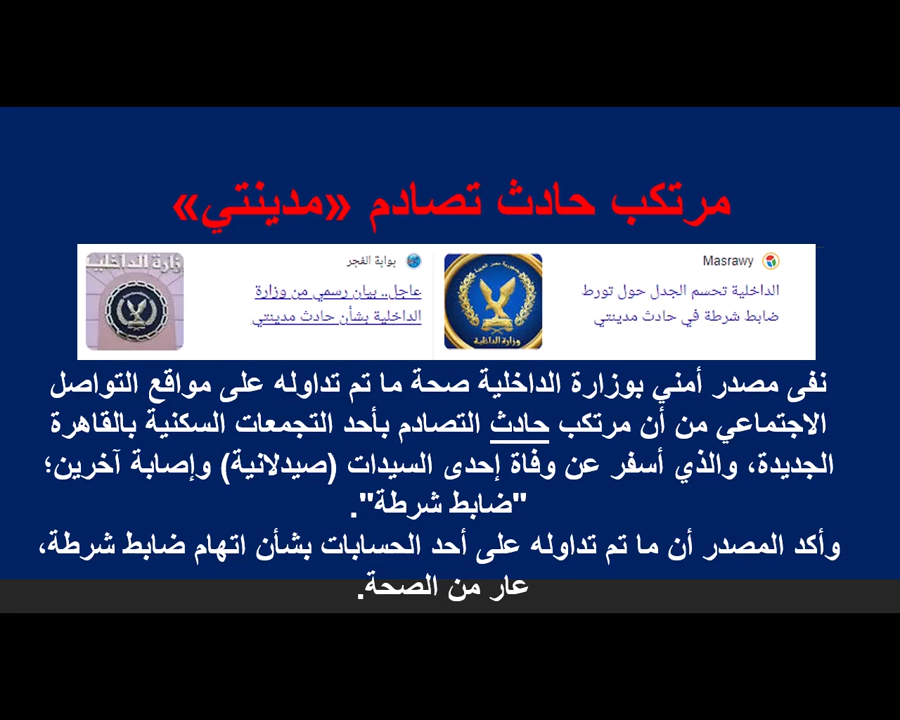 مرتكب حادث تصادم «مدينتي»
Masrawy
الداخلية تحسم الجدل حول تورط
ضابط شرطة في حادث مدينتي
وزارة الداخلية
بوابة الفجر
عاجل.. بيان رسمي من وزارة
الداخلية بشأن حادث مدينتي
نفى مصدر أمني بوزارة الداخلية صحة ما تم تداوله على مواقع التواصل
الاجتماعي من أن مرتكب حادث التصادم بأحد التجمعات السكنية بالقاهرة
الجديدة، والذي أسفر عن وفاة إحدى السيدات (صيدلانية) وإصابة آخرين؛
"ضابط شرطة".
وأكد المصدر أن ما تم تداوله على أحد الحسابات بشأن اتهام ضابط شرطة،
عار من الصحة.